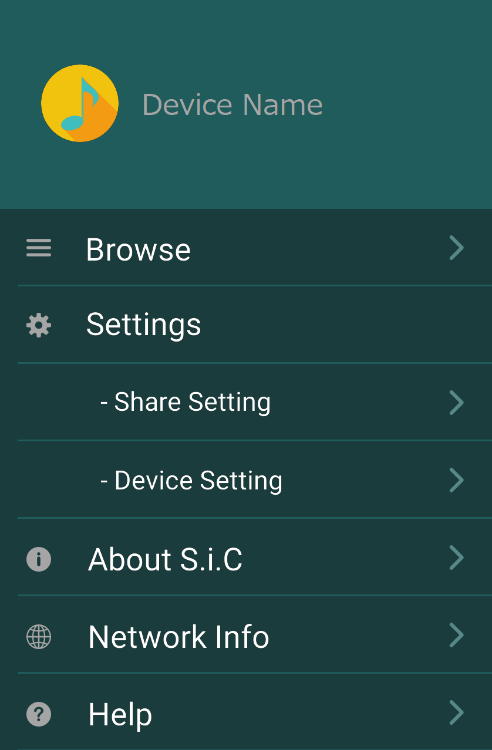 Device Name
Browse
Settings
- Share Setting
- Device Setting
About S.i.C
Network Info
Help